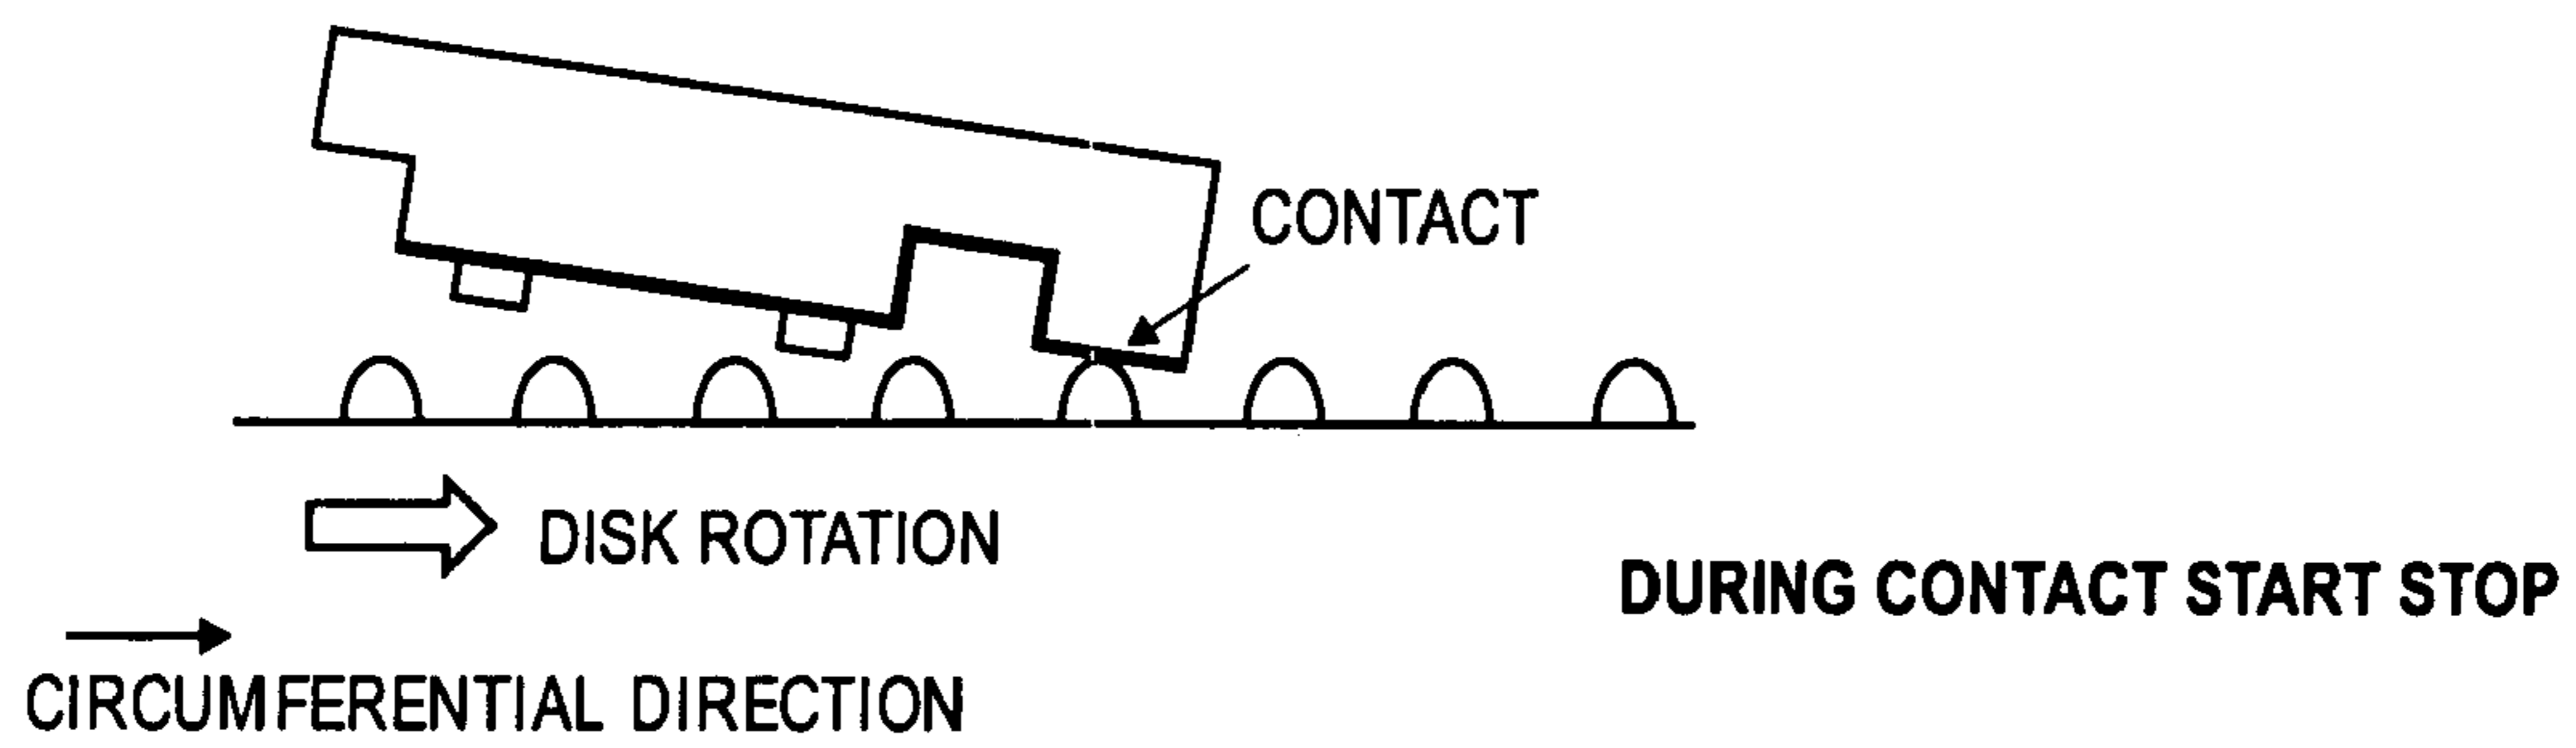 CONTACT
DISK ROTATION
DURING CONTACT START STOP
CIRCUMFERENTIAL DIRECTION